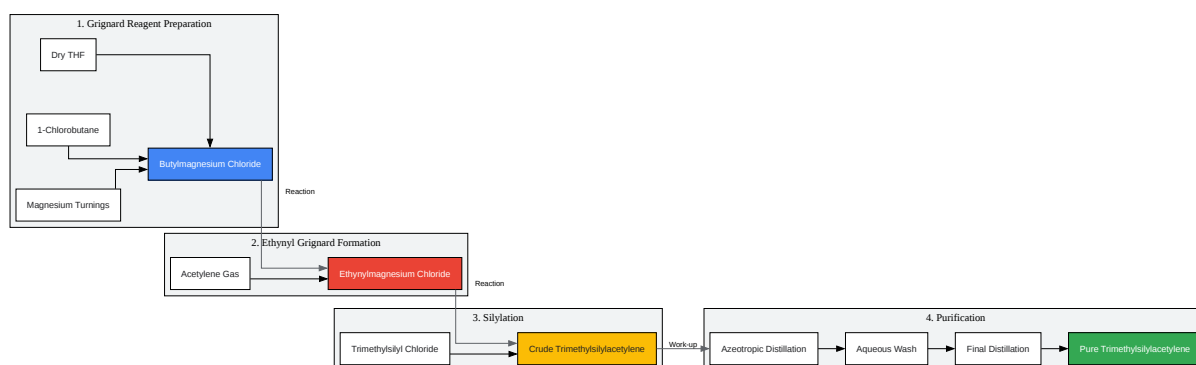 1. Grignard Reagent Preparation
Dry THF
1-Chlorobutane
Butylmagnesium Chloride
Magnesium Turnings
Reaction
2. Ethynyl Grignard Formation
Acetylene Gas
Ethynylmagnesium Chloride
Reaction
3. Silylation
Trimethylsilyl Chloride
Crude Trimethylsilylacetylene
Work-up
4. Purification
Azeotropic Distillation
Aqueous Wash
Final Distillation
Pure Trimethylsilylacetylene